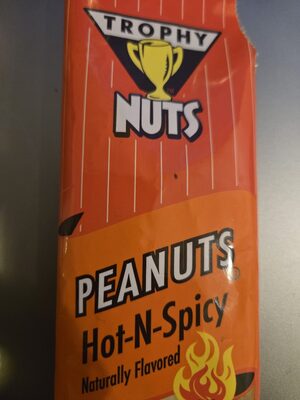 TROPHY
NUTS
PEANUTS
Hot-N-Spicy
Naturally Flavored